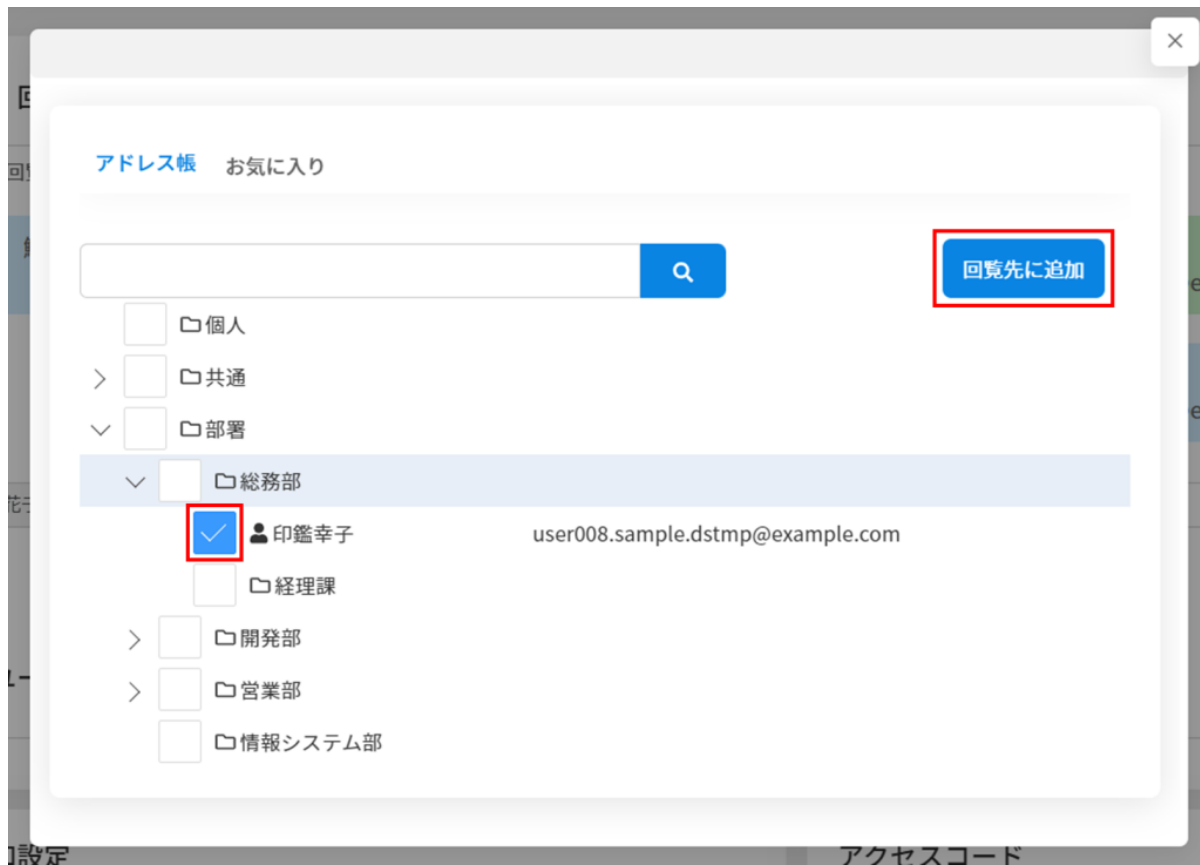 アドレス帳 お気に入り
回覧先に追加
個人
共通
部署
総務部
印鑑幸子 user008.sample.dstmp@example.com
経理課
開発部
営業部
情報システム部
設定 アクセスコード